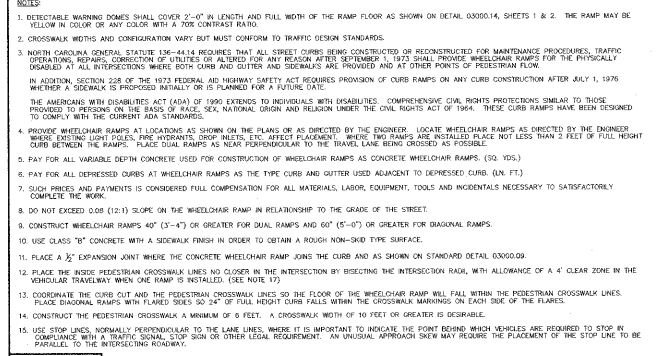 NOTES:
1. DETECTABLE WARNING DOMES SHALL COVER 2'-0" IN LENGTH AND FULL WIDTH OF THE RAMP FLOOR AS SHOWN ON DETAIL 03000.14, SHEETS 1 & 2. THE RAMP MAY BE
YELLOW IN COLOR OR ANY COLOR WITH A 70% CONTRAST RATIO.
2. CROSSWALK WIDTHS AND CONFIGURATION VARY BUT MUST CONFORM TO TRAFFIC DESIGN STANDARDS.
3. NORTH CAROLINA GENERAL STATUTE 136-44.14 REQUIRES THAT ALL STREET CURBS BEING CONSTRUCTED OR RECONSTRUCTED FOR MAINTENANCE PROCEDURES, TRAFFIC
OPERATIONS, REPAIRS, CORRECTION OF UTILITIES OR ALTERED FOR ANY REASON AFTER SEPTEMBER 1, 1973 SHALL PROVIDE WHEELCHAIR RAMPS FOR THE PHYSICALLY
DISABLED AT ALL INTERSECTIONS WHERE BOTH CURB AND GUTTER AND SIDEWALKS ARE PROVIDED AND AT OTHER POINTS OF PEDESTRIAN FLOW.
IN ADDITION, SECTION 228 OF THE 1973 FEDERAL AID HIGHWAY SAFETY ACT REQUIRES PROVISION OF CURB RAMPS ON ANY CURB CONSTRUCTION AFTER JULY 1, 1976
WHETHER A SIDEWALK IS PROPOSED INITIALLY OR IS PLANNED FOR A FUTURE DATE.
THE AMERICANS WITH DISABILITIES ACT (ADA) OF 1990 EXTENDS TO INDIVIDUALS WITH DISABILITIES. COMPREHENSIVE CIVIL RIGHTS PROTECTIONS SIMILAR TO THOSE
PROVIDED TO PERSONS ON THE BASIS OF RACE, SEX, NATIONAL ORIGIN AND RELIGION UNDER THE CIVIL RIGHTS ACT OF 1964. THESE CURB RAMPS HAVE BEEN DESIGNED
TO COMPLY WITH THE CURRENT ADA STANDARDS.
4. PROVIDE WHEELCHAIR RAMPS AT LOCATIONS AS SHOWN ON THE PLANS OR AS DIRECTED BY THE ENGINEER. LOCATE WHEELCHAIR RAMPS AS DIRECTED BY THE ENGINEER
WHERE EXISTING LIGHT POLES, FIRE HYDRANTS, DROP INLETS, ETC. AFFECT PLACEMENT. WHERE TWO RAMPS ARE INSTALLED PLACE NOT LESS THAN 2 FEET OF FULL HEIGHT
CURB BETWEEN THE RAMPS. PLACE DUAL RAMPS AS NEAR PERPENDICULAR TO THE TRAVEL LANE BEING CROSSED AS POSSIBLE.
5. PAY FOR ALL VARIABLE DEPTH CONCRETE USED FOR CONSTRUCTION OF WHEELCHAIR RAMPS AS CONCRETE WHEELCHAIR RAMPS. (SQ. YDS.)
6. PAY FOR ALL DEPRESSED CURBS AT WHEELCHAIR RAMPS AS THE TYPE CURB AND GUTTER USED ADJACENT TO DEPRESSED CURB. (LN. FT.)
7. SUCH PRICES AND PAYMENTS IS CONSIDERED FULL COMPENSATION FOR ALL MATERIALS, LABOR, EQUIPMENT, TOOLS AND INCIDENTALS NECESSARY TO SATISFACTORILY
COMPLETE THE WORK.
8. DO NOT EXCEED 0.08 (12:1) SLOPE ON THE WHEELCHAIR RAMP IN RELATIONSHIP TO THE GRADE OF THE STREET.
9. CONSTRUCT WHEELCHAIR RAMPS 40" (3'-4") OR GREATER FOR DUAL RAMPS AND 60" (5'-0") OR GREATER FOR DIAGONAL RAMPS.
10. USE CLASS "B" CONCRETE WITH A SIDEWALK FINISH IN ORDER TO OBTAIN A ROUGH NON-SKID TYPE SURFACE.
11. PLACE A ½" EXPANSION JOINT WHERE THE CONCRETE WHEELCHAIR RAMP JOINS THE CURB AND AS SHOWN ON STANDARD DETAIL 03000.09.
12. PLACE THE INSIDE PEDESTRIAN CROSSWALK LINES NO CLOSER IN THE INTERSECTION BY BISECTING THE INTERSECTION RADII, WITH ALLOWANCE OF A 4' CLEAR ZONE IN THE
VEHICULAR TRAVELWAY WHEN ONE RAMP IS INSTALLED. (SEE NOTE 17)
13. COORDINATE THE CURB CUT AND THE PEDESTRIAN CROSSWALK LINES SO THE FLOOR OF THE WHEELCHAIR RAMP WILL FALL WITHIN THE PEDESTRIAN CROSSWALK LINES.
PLACE DIAGONAL RAMPS WITH FLARED SIDES SO 24" OF FULL HEIGHT CURB FALLS WITHIN THE CROSSWALK MARKINGS ON EACH SIDE OF THE FLARES.
14. CONSTRUCT THE PEDESTRIAN CROSSWALK A MINIMUM OF 6 FEET. A CROSSWALK WIDTH OF 10 FEET OR GREATER IS DESIRABLE.
15. USE STOP LINES, NORMALLY PERPENDICULAR TO THE LANE LINES, WHERE IT IS IMPORTANT TO INDICATE THE POINT BEHIND WHICH VEHICLES ARE REQUIRED TO STOP IN
COMPLIANCE WITH A TRAFFIC SIGNAL, STOP SIGN OR OTHER LEGAL REQUIREMENT. AN UNUSUAL APPROACH SKEW MAY REQUIRE THE PLACEMENT OF THE STOP LINE TO BE
PARALLEL TO THE INTERSECTING ROADWAY.